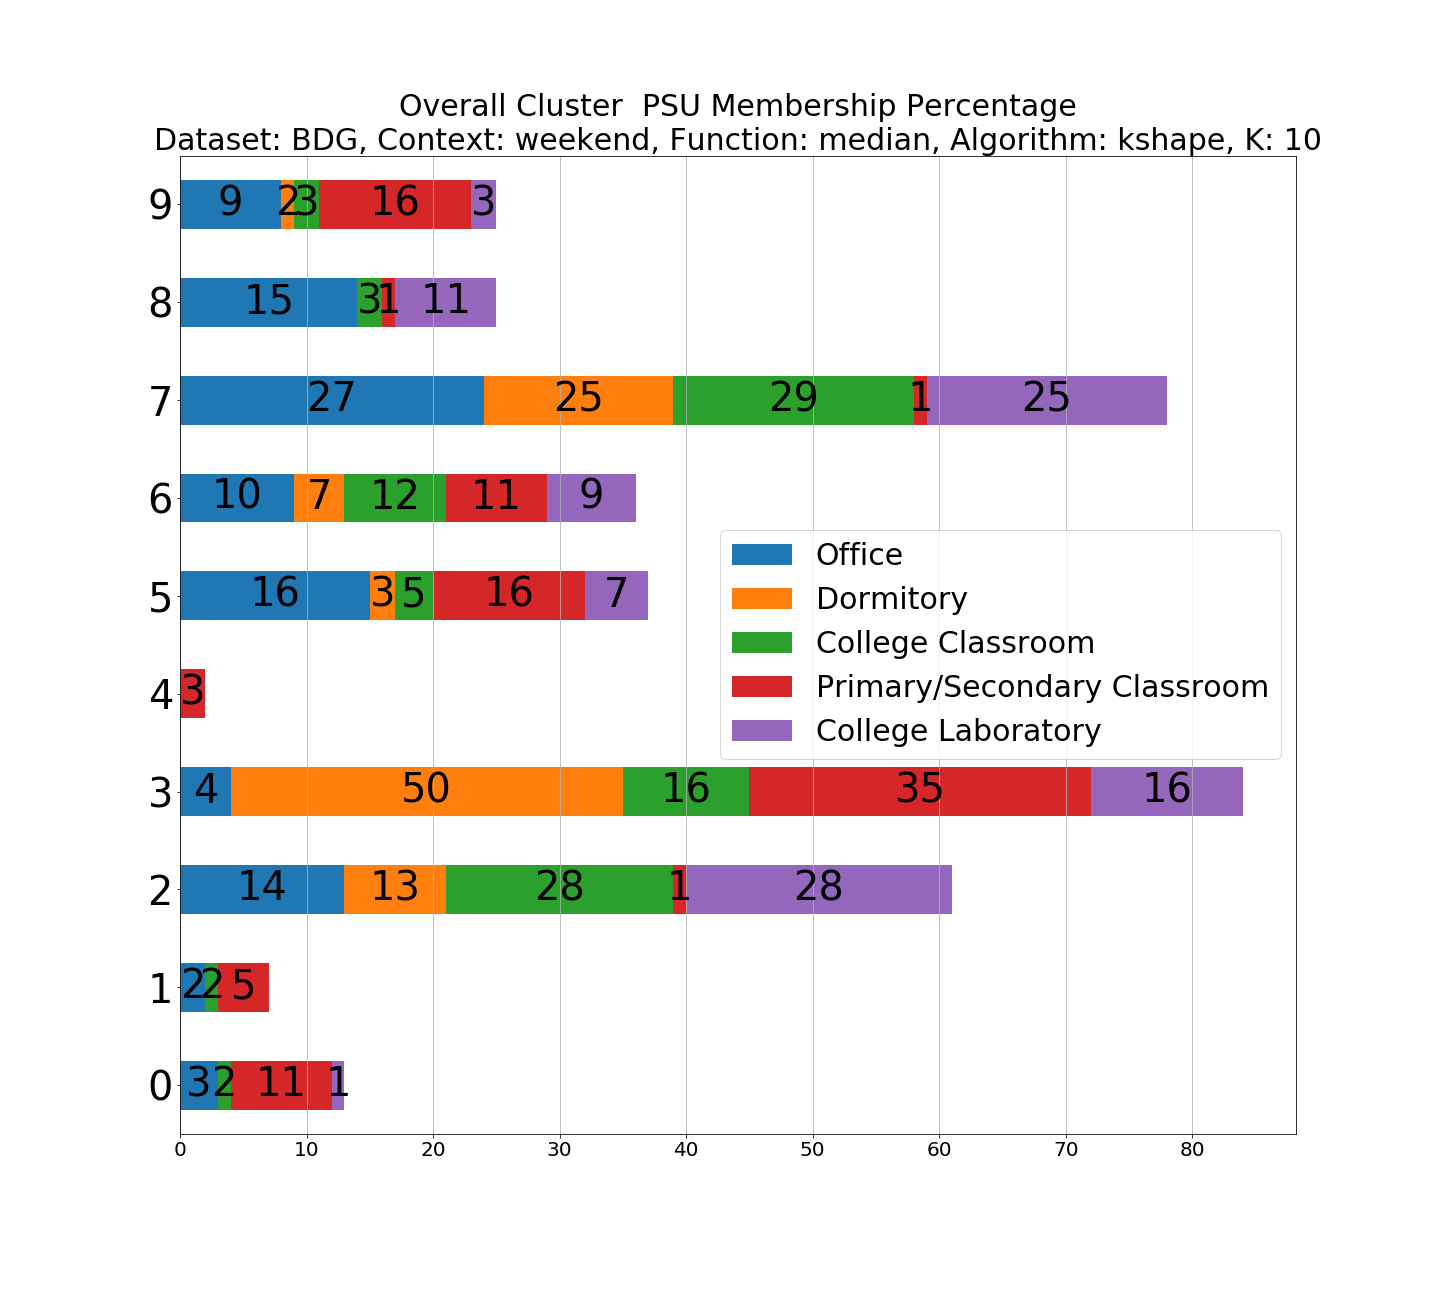 Overall Cluster  PSU Membership Percentage
Dataset: BDG, Context: weekend, Function: median, Algorithm: kshape, K: 10
9 9 2 3 16 3
8 15 3 1 11
7 27 25 29 1 25
6 10 7 12 11 9
5 16 3 5 16 7
4 3
3 4 50 16 35 16
2 14 13 28 1 28
1 2 2 5
0 3 2 11 1
Office
Dormitory
College Classroom
Primary/Secondary Classroom
College Laboratory
0 10 20 30 40 50 60 70 80